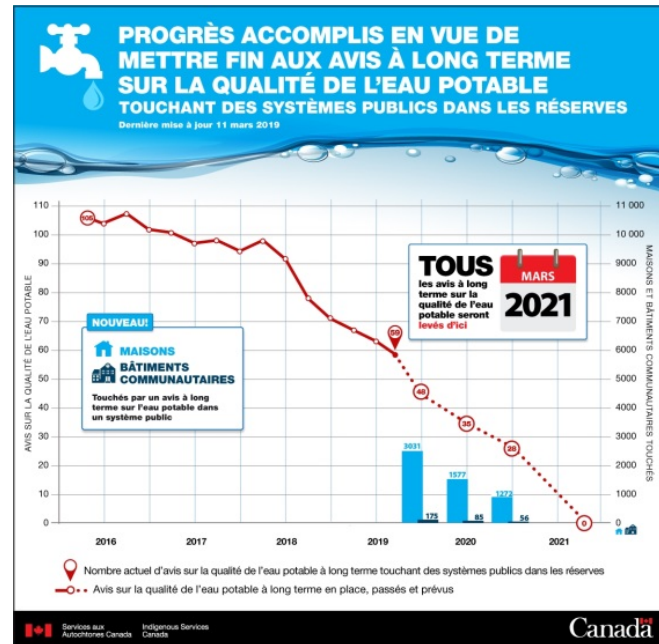 PROGRÈS ACCOMPLIS EN VUE DE
METTRE FIN AUX AVIS À LONG TERME
SUR LA QUALITÉ DE L'EAU POTABLE
TOUCHANT DES SYSTÈMES PUBLICS DANS LES RÉSERVES
Dernière mise à jour 11 mars 2019
AVIS SUR LA QUALITÉ DE L'EAU POTABLE
110
100
90
80
70
60
50
40
30
20
10
0
105
59
48
35
26
0
NOUVEAU!
MAISONS
BÂTIMENTS
COMMUNAUTAIRES
Touchés par un avis à long
terme sur l'eau potable dans
un système public
TOUS
les avis à long
terme sur la
qualité de l'eau
potable seront
levés d'ici
MARS
2021
3031
175
1577
85
1272
56
11 000
10 000
9000
8000
7000
6000
5000
4000
3000
2000
1000
0
MAISONS ET BÂTIMENTS COMMUNAUTAIRES TOUCHÉS
2016
2017
2018
2019
2020
2021
Nombre actuel d'avis sur la qualité de l'eau potable à long terme touchant des systèmes publics dans les réserves
Avis sur la qualité de l'eau potable à long terme en place, passés et prévus
Services aux
Autochtones Canada
Indigenous Services
Canada
Canada